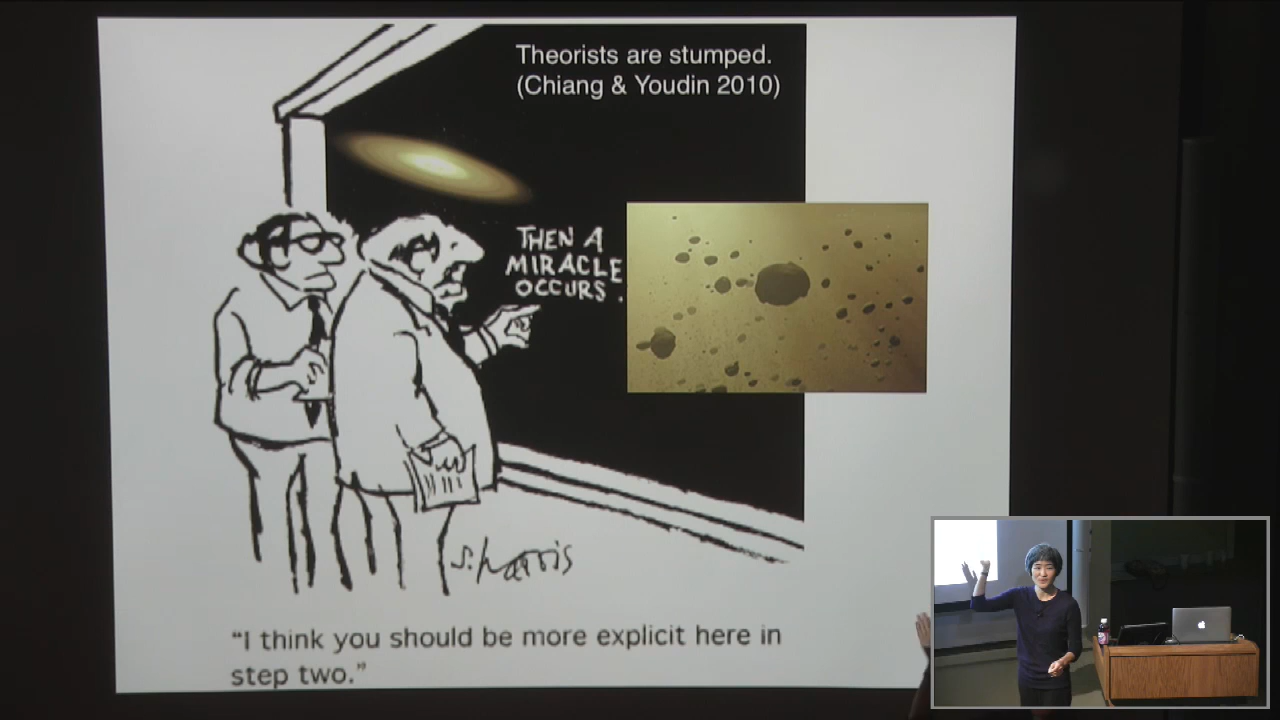 Theorists are stumped.
(Chiang & Youdin 2010)
THEN A
MIRACLE
OCCURS.
S. Harris
“I think you should be more explicit here in
step two.”